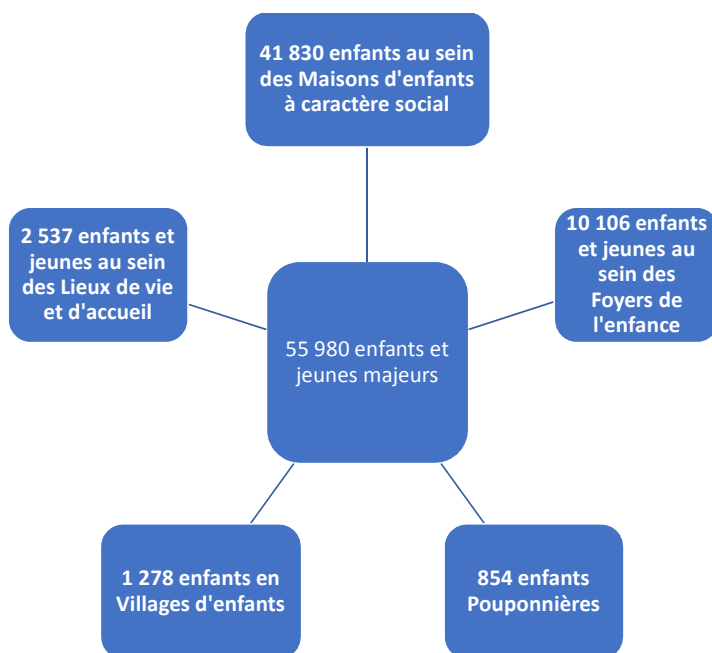 41 830 enfants au sein
des Maisons d'enfants
à caractère social
2 537 enfants et
jeunes au sein
des Lieux de vie
et d'accueil
10 106 enfants
et jeunes au
sein des
Foyers de
l'enfance
55 980 enfants et
jeunes majeurs
1 278 enfants en
Villages d'enfants
854 enfants
Pouponnières